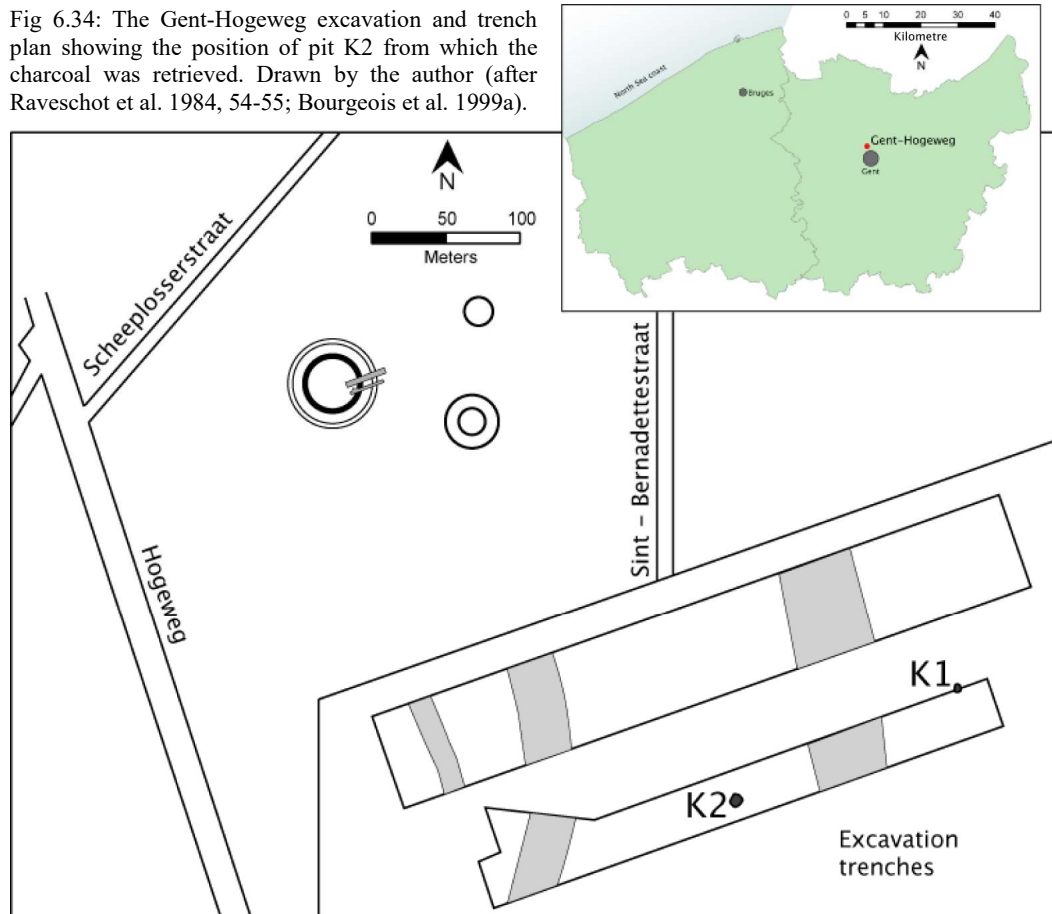 Fig 6.34: The Gent-Hogeweg excavation and trench
plan showing the position of pit K2 from which the
charcoal was retrieved. Drawn by the author (after
Raveschot et al. 1984, 54-55; Bourgeois et al. 1999a).
0 5 10 20 30 40
Kilometre
N
North Sea coast
Bruges
Gent-Hogeweg
Gent
N
0 50 100
Meters
Scheeplosserstraat
Sint - Bernadettestraat
Hogeweg
K1
K2
Excavation
trenches